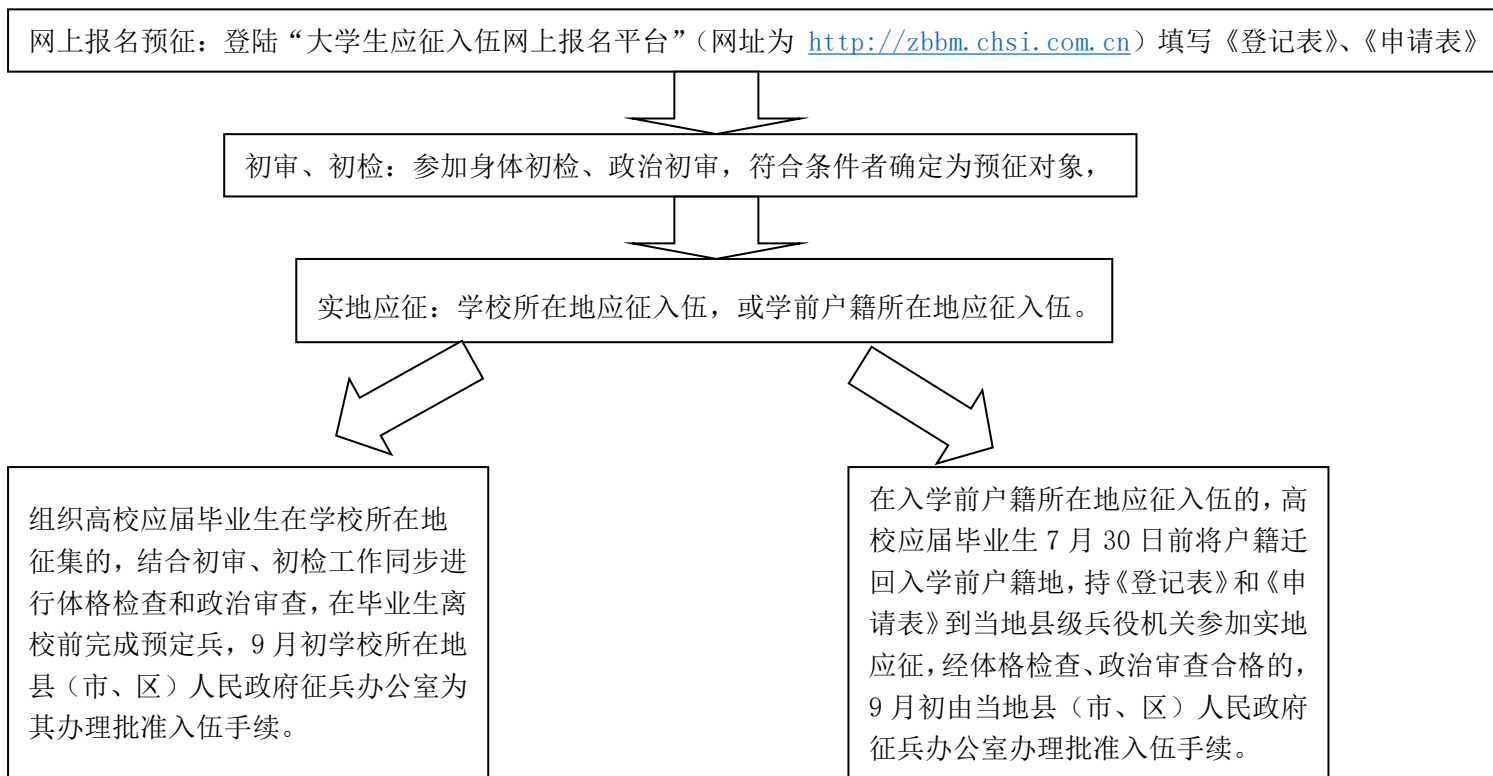 网上报名预征：登陆“大学生应征入伍网上报名平台”（网址为 http://zbbm.chsi.com.cn）填写《登记表》、《申请表》
初审、初检：参加身体初检、政治初审，符合条件者确定为预征对象，
实地应征：学校所在地应征入伍，或学前户籍所在地应征入伍。
组织高校应届毕业生在学校所在地
征集的，结合初审、初检工作同步进
行体格检查和政治审查，在毕业生离
校前完成预定兵，9 月初学校所在地
县（市、区）人民政府征兵办公室为
其办理批准入伍手续。
在入学前户籍所在地应征入伍的，高
校应届毕业生 7 月 30 日前将户籍迁
回入学前户籍地，持《登记表》和《申
请表》到当地县级兵役机关参加实地
应征，经体格检查、政治审查合格的，
9 月初由当地县（市、区）人民政府
征兵办公室办理批准入伍手续。